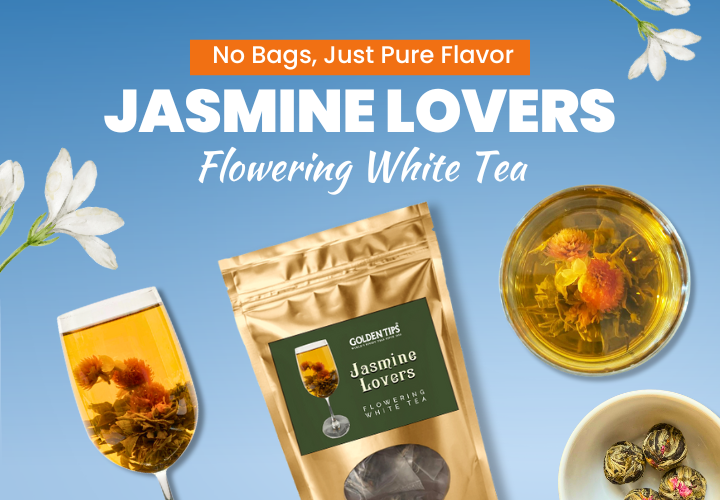 No Bags, Just Pure Flavor
JASMINE LOVERS
Flowering White Tea
GOLDEN TIPS
Jasmine
Lovers
FLOWERING
WHITE TEA